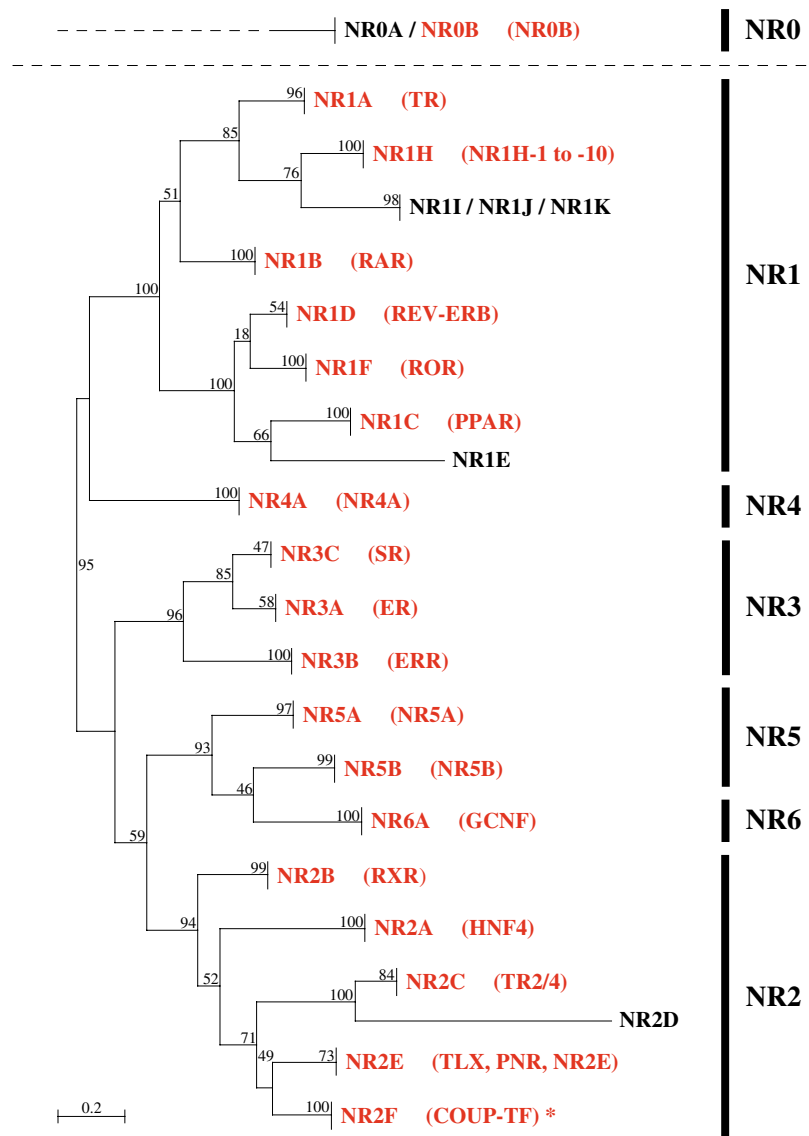 NR0A / NR0B (NR0B) NR0
96 NR1A (TR)
85
100 NR1H (NR1H-1 to -10)
76
51
98 NR1I / NR1J / NR1K
100 NR1B (RAR)
NR1
100
54 NR1D (REV-ERB)
18
100 NR1F (ROR)
100
100 NR1C (PPAR)
66
NR1E
100 NR4A (NR4A) NR4
95
47 NR3C (SR)
85
58 NR3A (ER) NR3
96
100 NR3B (ERR)
97 NR5A (NR5A)
NR5
93
99 NR5B (NR5B)
46
100 NR6A (GCNF) NR6
59
99 NR2B (RXR)
94
100 NR2A (HNF4)
52
84 NR2C (TR2/4)
NR2
100
NR2D
71
49
73 NR2E (TLX, PNR, NR2E)
100 NR2F (COUP-TF) *
0.2